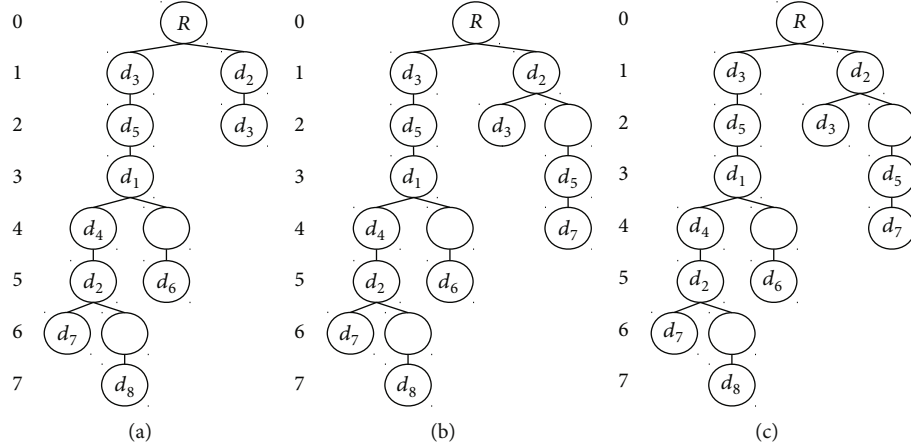 0 R R 0 R
1 d₃ d₂ 1 d₃ d₂ 1 d₃ d₂
2 d₅ d₃ 2 d₅ d₃ 2 d₅ d₃
3 d₁ 3 d₁ d₅ 3 d₁ d₅
4 d₄ 4 d₄ d₇ 4 d₄ d₇
5 d₂ d₆ 5 d₂ d₆ 5 d₂ d₆
6 d₇ 6 d₇ 6 d₇
7 d₈ 7 d₈ 7 d₈
(a) (b) (c)